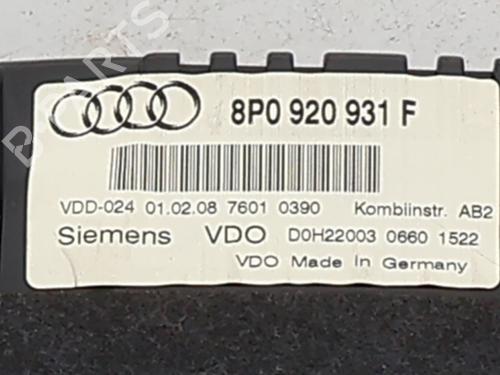 8P0 920 931 F
VDD-024 01.02.08 7601 0390 Kombiinstr. AB2
Siemens VDO D0H22003 0660 1522
VDO Made in Germany